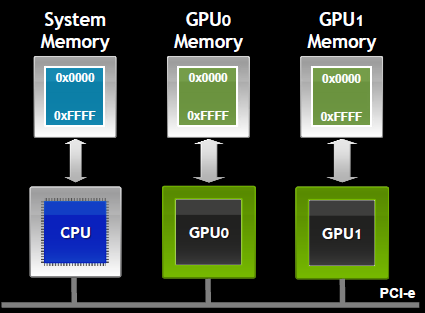 System
Memory
GPU0
Memory
GPU1
Memory
0x0000
0xFFFF
0x0000
0xFFFF
0x0000
0xFFFF
CPU
GPU0
GPU1
PCI-e